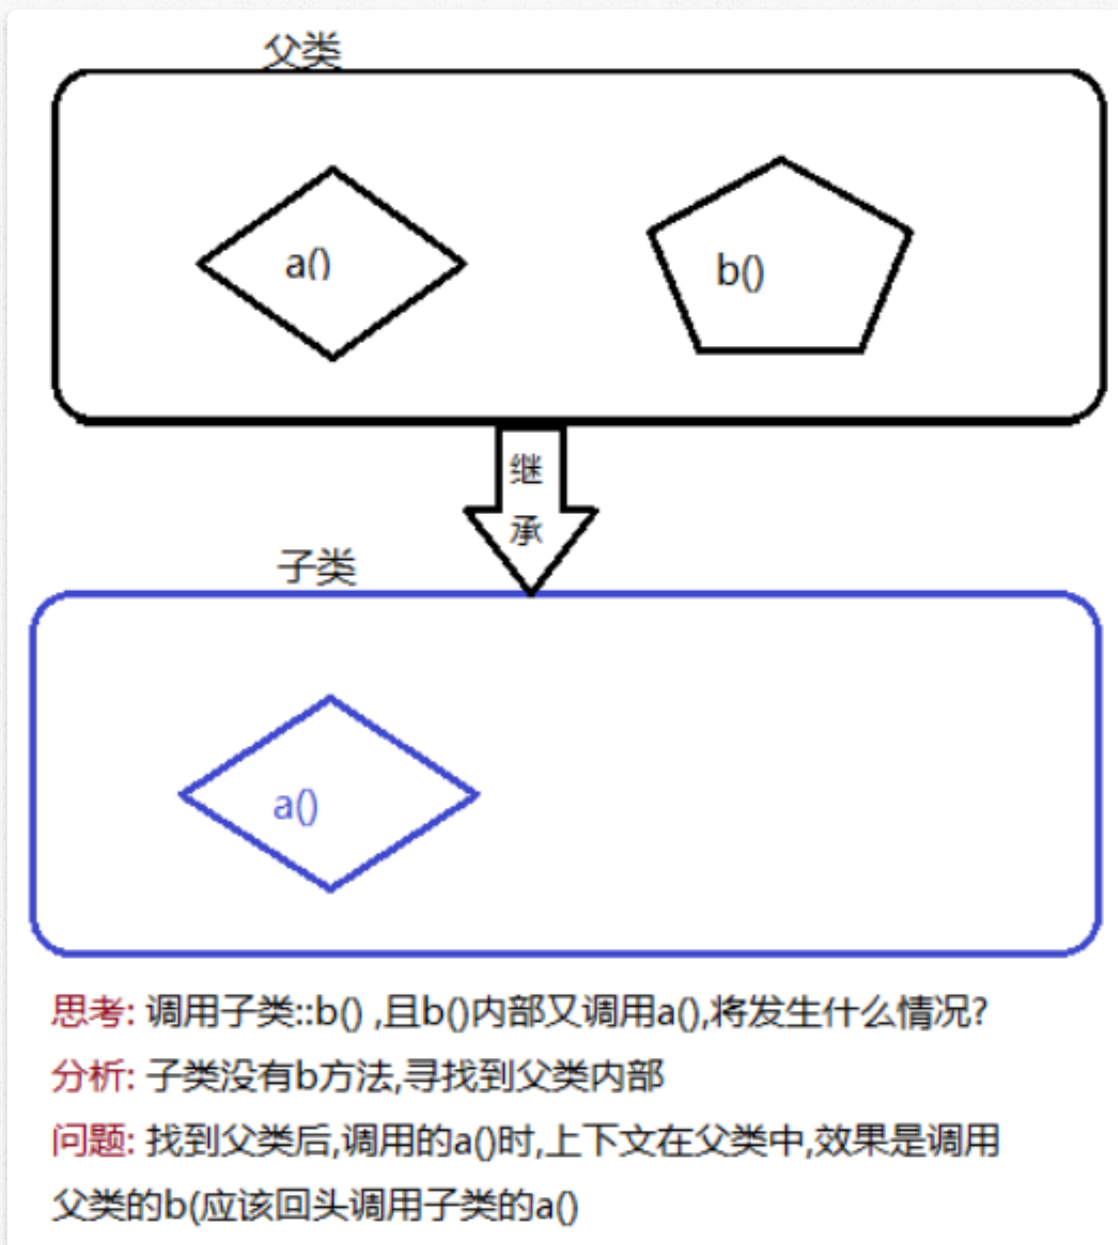 父类
a()
b()
继
承
子类
a()
思考: 调用子类::b() ,且b()内部又调用a(),将发生什么情况?
分析: 子类没有b方法,寻找到父类内部
问题: 找到父类后,调用的a()时,上下文在父类中,效果是调用
父类的b(应该回头调用子类的a()